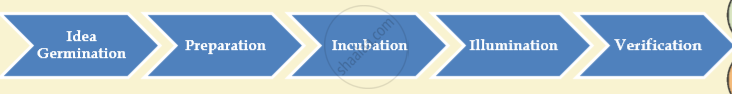 Idea
Germination
Preparation
Incubation
Illumination
Verification